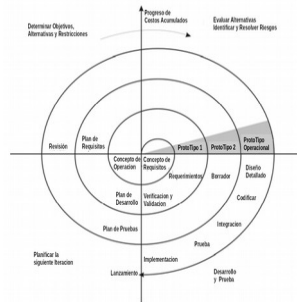 Determinar Objetivos,
Alternativas y Restricciones
Progreso de
Costos Acumulados
Evaluar Alternativas
Identificar y Resolver Riesgos
Revisión
Plan de
Requisitos
Concepto de
Operacion
Concepto de
Requisitos
ProtoTipo 1
ProtoTipo 2
ProtoTipo
Operacional
Requerimientos
Borrador
Diseño
Detallado
Plan de
Desarrollo
Verificacion y
Validacion
Codificar
Plan de Pruebas
Integracion
Prueba
Planificar la
siguiente Iteracion
Implementacion
Lanzamiento
Desarrollo
y Prueba